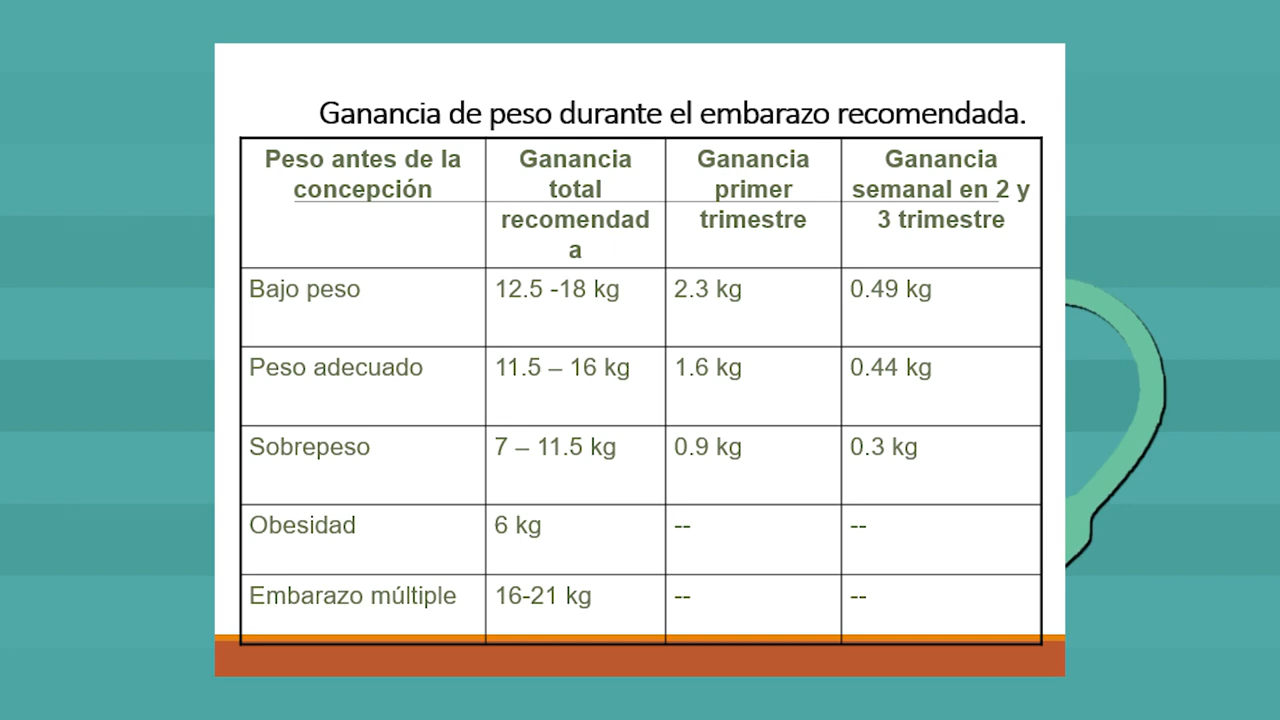 Ganancia de peso durante el embarazo recomendada.
Peso antes de la concepción
Ganancia total recomendad a
Ganancia primer trimestre
Ganancia semanal en 2 y 3 trimestre
Bajo peso
12.5 -18 kg
2.3 kg
0.49 kg
Peso adecuado
11.5 – 16 kg
1.6 kg
0.44 kg
Sobrepeso
7 – 11.5 kg
0.9 kg
0.3 kg
Obesidad
6 kg
--
--
Embarazo múltiple
16-21 kg
--
--